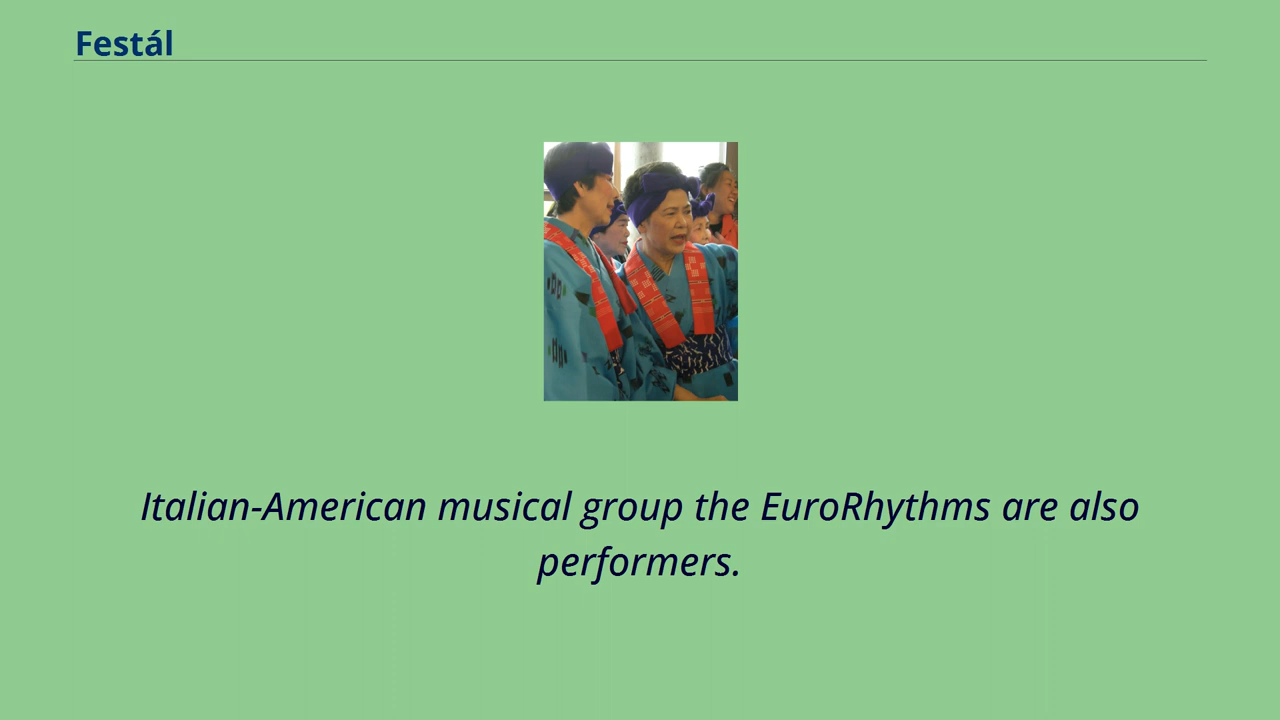 Festál
Italian-American musical group the EuroRhythms are also
performers.